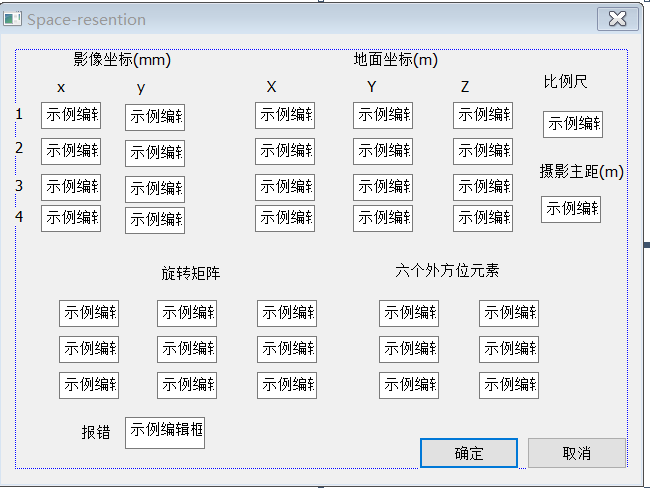 Space-resention
影像坐标(mm) 地面坐标(m)
x y X Y Z 比例尺
1 示例编辑 示例编辑 示例编辑 示例编辑 示例编辑 示例编辑
2 示例编辑 示例编辑 示例编辑 示例编辑 示例编辑
摄影主距(m)
3 示例编辑 示例编辑 示例编辑 示例编辑 示例编辑
4 示例编辑 示例编辑 示例编辑 示例编辑 示例编辑 示例编辑
旋转矩阵 六个外方位元素
示例编辑 示例编辑 示例编辑 示例编辑 示例编辑
示例编辑 示例编辑 示例编辑 示例编辑 示例编辑
示例编辑 示例编辑 示例编辑 示例编辑 示例编辑
报错 示例编辑框
确定 取消